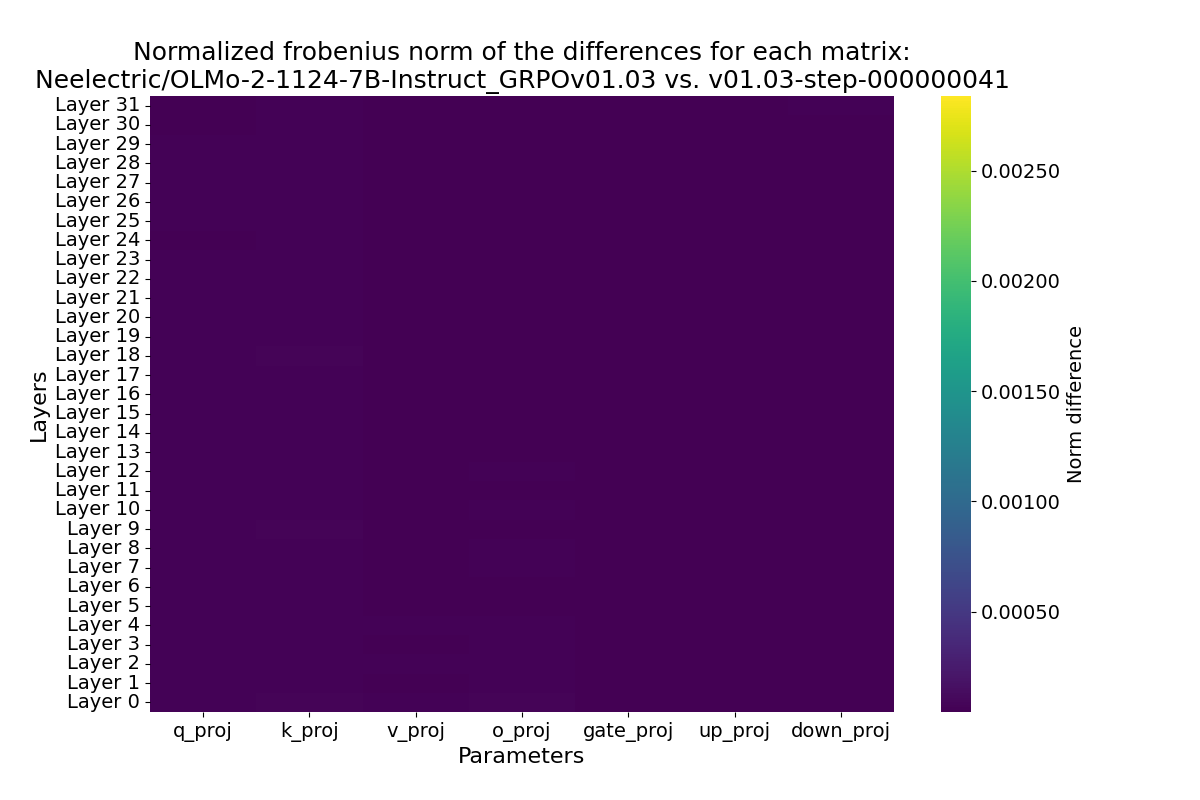 Normalized frobenius norm of the differences for each matrix:
Neelectric/OLMo-2-1124-7B-Instruct_GRPOv01.03 vs. v01.03-step-000000041
Layers
Layer 31
Layer 30
Layer 29
Layer 28
Layer 27
Layer 26
Layer 25
Layer 24
Layer 23
Layer 22
Layer 21
Layer 20
Layer 19
Layer 18
Layer 17
Layer 16
Layer 15
Layer 14
Layer 13
Layer 12
Layer 11
Layer 10
Layer 9
Layer 8
Layer 7
Layer 6
Layer 5
Layer 4
Layer 3
Layer 2
Layer 1
Layer 0
q_proj k_proj v_proj o_proj gate_proj up_proj down_proj
Parameters
0.00250
0.00200
0.00150
0.00100
0.00050
Norm difference